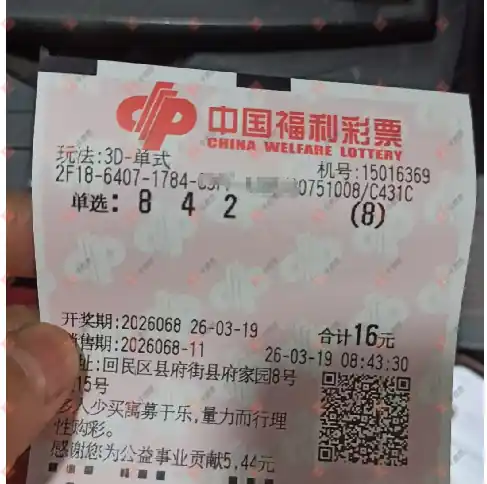 中国福利彩票
CHINA WELFARE LOTTERY
玩法:3D-单式
机号:15016369
2F18-6407-1784- 0751008/C431C
单选: 8 4 2 (8)
开奖期:2026068 26-03-19
合计16元
售期:2026068-11 26-03-19 08:43:30
址:回民区县府街县府家园8号
15号
多人少买寓募于乐,量力而行理
性购彩。
感谢您为公益事业贡献5.44元